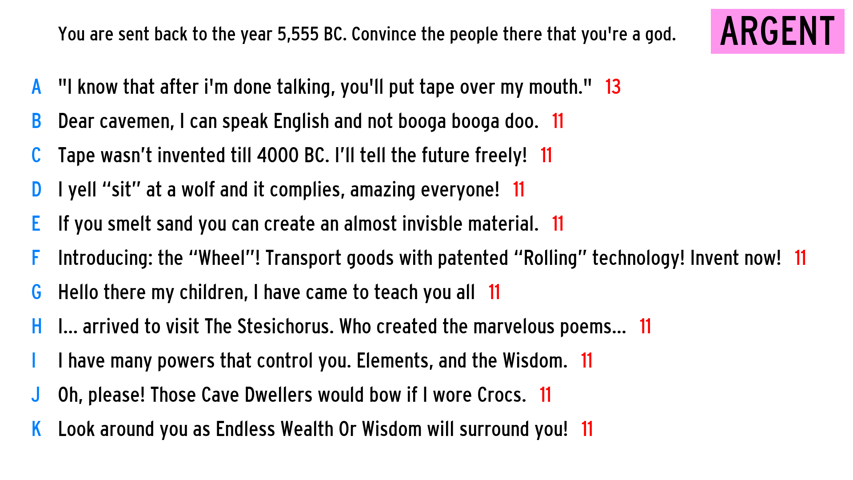 You are sent back to the year 5,555 BC. Convince the people there that you're a god.
ARGENT
A "I know that after i'm done talking, you'll put tape over my mouth." 13
B Dear cavemen, I can speak English and not booga booga doo. 11
C Tape wasn’t invented till 4000 BC. I’ll tell the future freely! 11
D I yell “sit” at a wolf and it complies, amazing everyone! 11
E If you smelt sand you can create an almost invisble material. 11
F Introducing: the “Wheel”! Transport goods with patented “Rolling” technology! Invent now! 11
G Hello there my children, I have came to teach you all 11
H I... arrived to visit The Stesichorus. Who created the marvelous poems... 11
I I have many powers that control you. Elements, and the Wisdom. 11
J Oh, please! Those Cave Dwellers would bow if I wore Crocs. 11
K Look around you as Endless Wealth Or Wisdom will surround you! 11